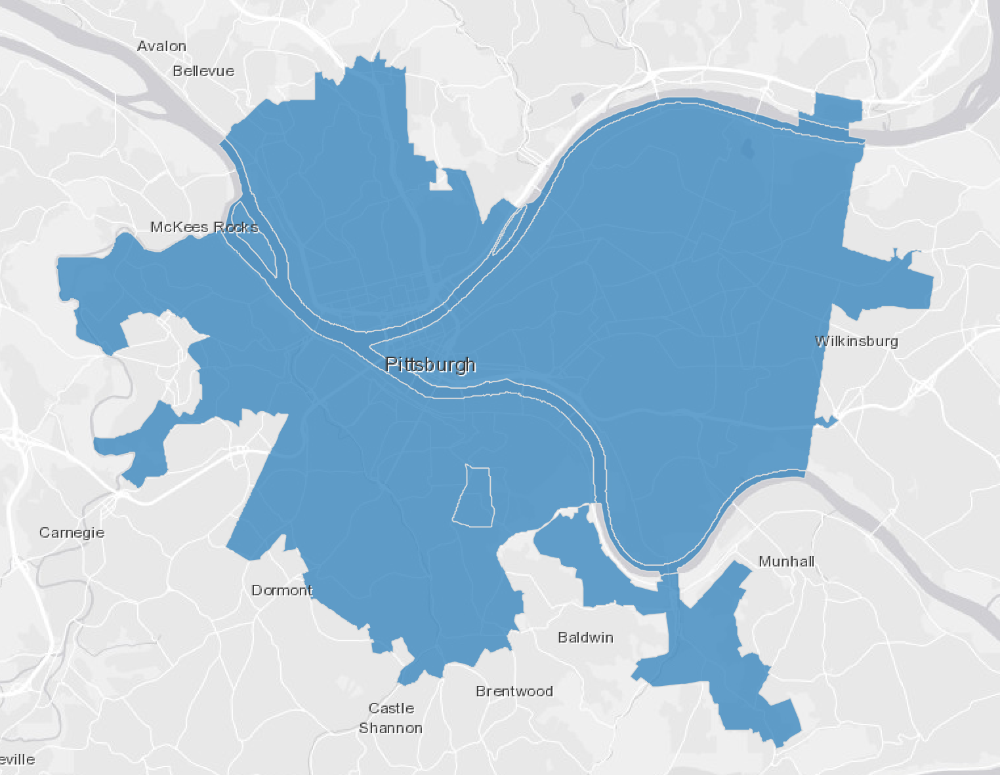 Avalon
Bellevue
McKees Rocks
Wilkinsburg
Pittsburgh
Carnegie
Munhall
Dormont
Baldwin
Brentwood
Castle
Shannon
eville